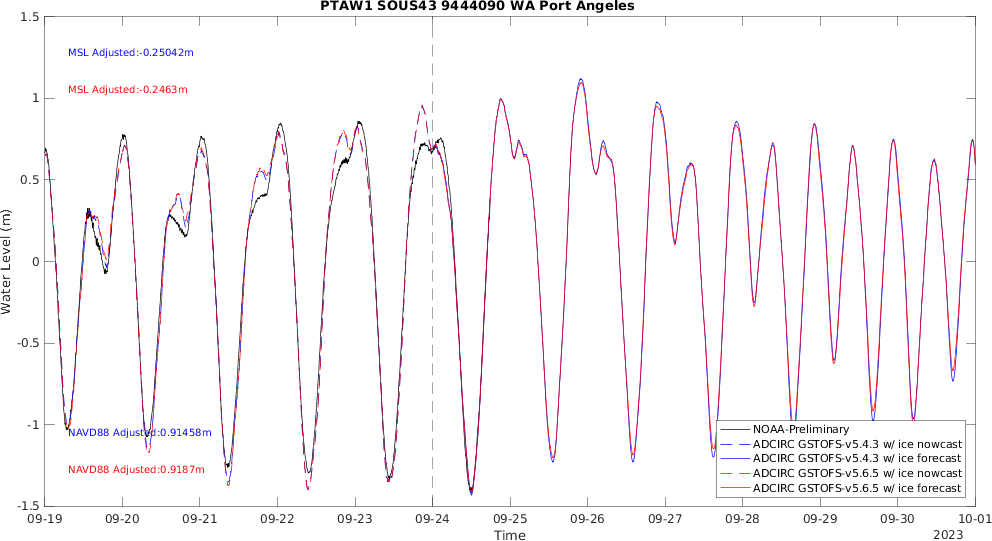 PTAW1 SOUS43 9444090 WA Port Angeles
1.5
MSL Adjusted:-0.25042m
MSL Adjusted:-0.2463m
1
0.5
Water Level (m)
0
-0.5
-1
NAVD88 Adjusted:0.91458m
NAVD88 Adjusted:0.9187m
NOAA-Preliminary
ADCIRC GSTOFS-v5.4.3 w/ ice nowcast
ADCIRC GSTOFS-v5.4.3 w/ ice forecast
ADCIRC GSTOFS-v5.6.5 w/ ice nowcast
ADCIRC GSTOFS-v5.6.5 w/ ice forecast
-1.5
09-19 09-20 09-21 09-22 09-23 09-24 09-25 09-26 09-27 09-28 09-29 09-30 10-01
Time
2023